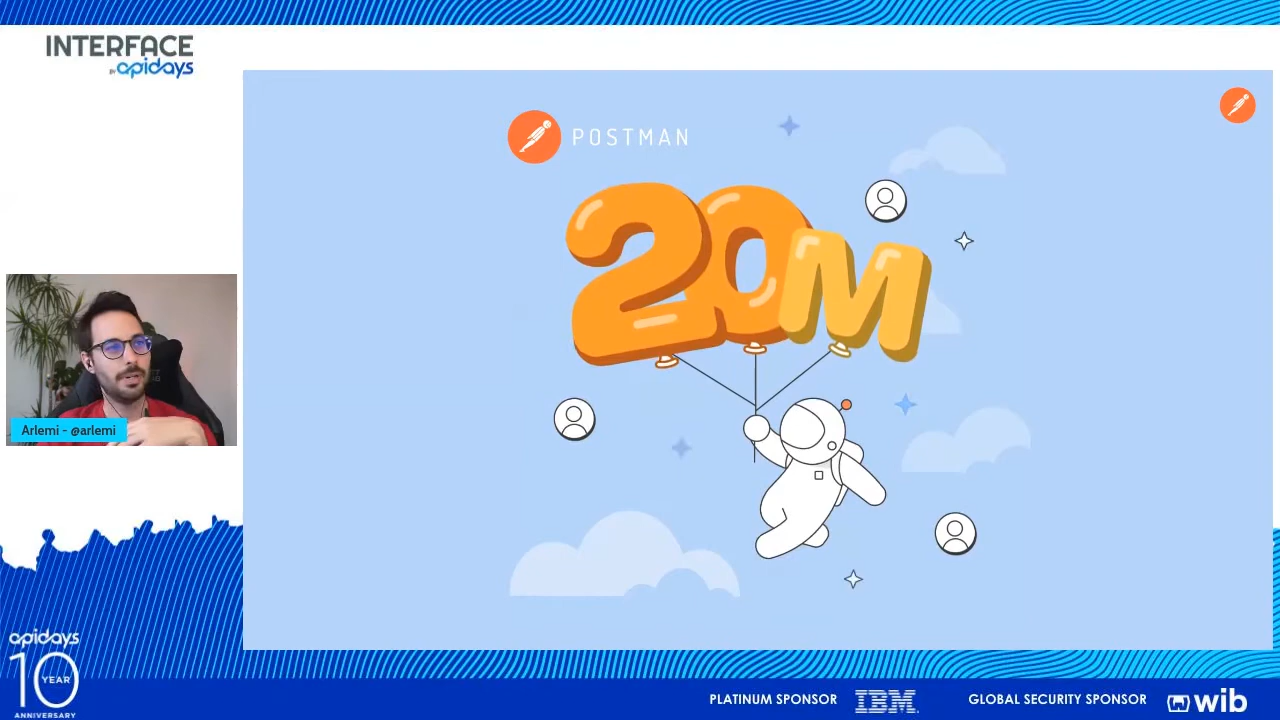 INTERFACE
BY apidays
POSTMAN
20M
Arlemi - @arlemi
apidays
10
YEAR
ANNIVERSARY
PLATINUM SPONSOR IBM GLOBAL SECURITY SPONSOR wib